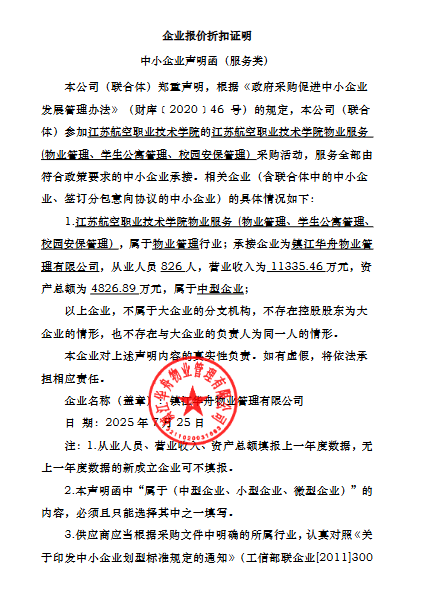 企业报价折扣证明
中小企业声明函（服务类）
本公司（联合体）郑重声明，根据《政府采购促进中小企业
发展管理办法》（财库﹝2020﹞46 号）的规定，本公司（联合
体）参加江苏航空职业技术学院的江苏航空职业技术学院物业服务
(物业管理、学生公寓管理、校园安保管理）采购活动，服务全部由
符合政策要求的中小企业承接。相关企业（含联合体中的中小企
业、签订分包意向协议的中小企业）的具体情况如下：
1.江苏航空职业技术学院物业服务 (物业管理、学生公寓管理、
校园安保管理），属于物业管理行业；承接企业为镇江华舟物业管
理有限公司，从业人员 826 人，营业收入为 11335.46 万元，资
产总额为 4826.89 万元，属于中型企业；
以上企业，不属于大企业的分支机构，不存在控股股东为大
企业的情形，也不存在与大企业的负责人为同一人的情形。
本企业对上述声明内容的真实性负责。如有虚假，将依法承
担相应责任。
企业名称（盖章）：镇江华舟物业管理有限公司
日 期：2025 年 7 月 25 日
镇江华舟物业管理有限公司
注：1.从业人员、营业收入、资产总额填报上一年度数据，无
上一年度数据的新成立企业可不填报。
2.本声明函中“属于（中型企业、小型企业、微型企业）”的
内容，必须且只能选择其中之一填写。
3.供应商应当根据采购文件中明确的所属行业，认真对照《关
于印发中小企业划型标准规定的通知》（工信部联企业[2011]300